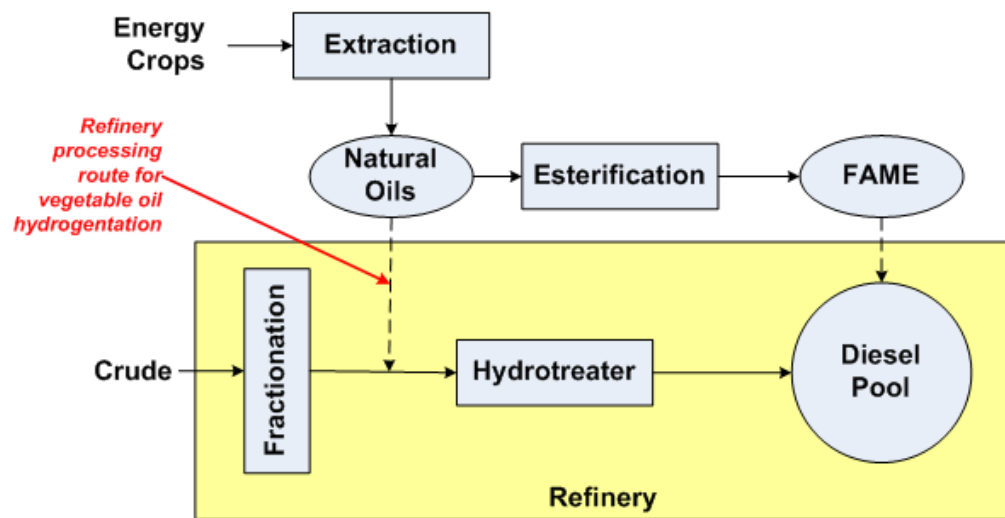 Energy
Crops
Extraction
Refinery
processing
route for
vegetable oil
hydrogentation
Natural
Oils
Esterification
FAME
Crude
Fractionation
Hydrotreater
Diesel
Pool
Refinery